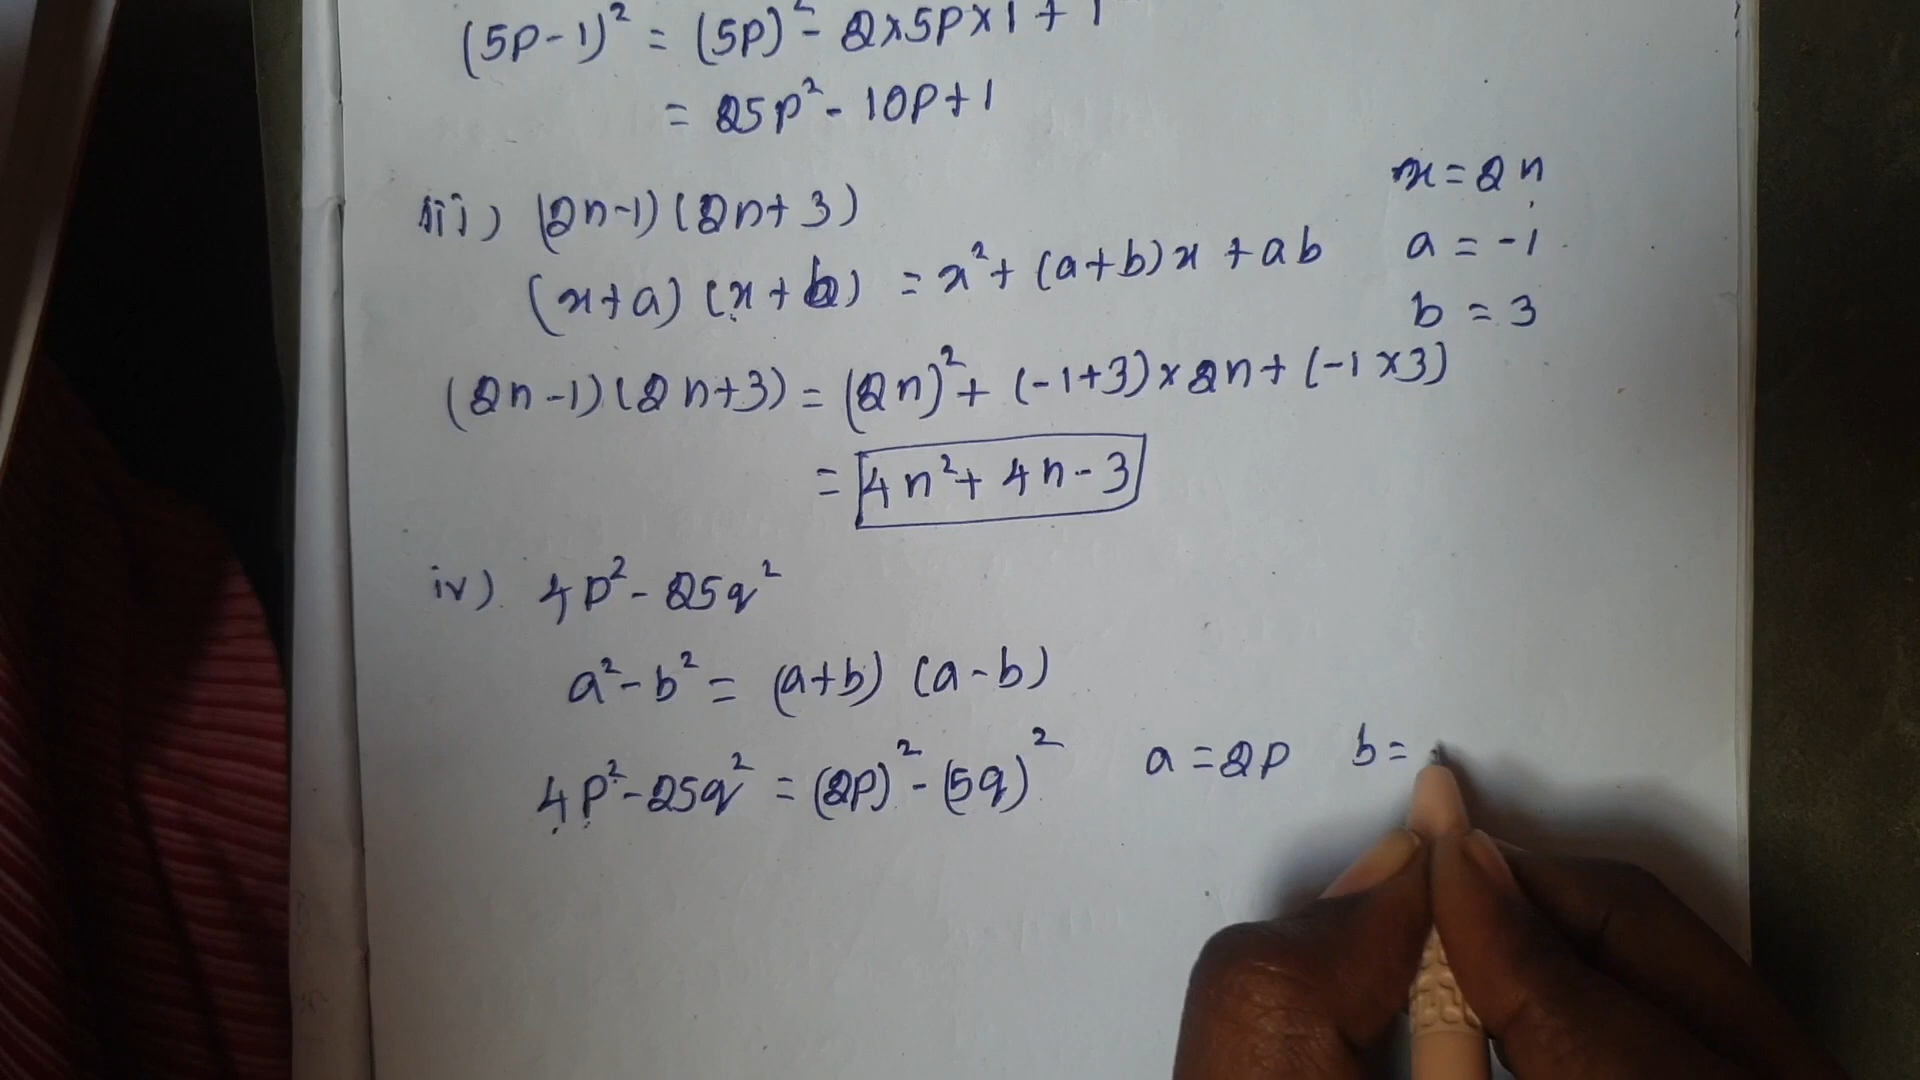 (5p-1)² = (5p)² - 2×5p×1 + 1
= 25p² - 10p + 1
iii) (2n-1)(2n+3)
x = 2n
(x+a)(x+b) = x² + (a+b)x + ab
a = -1
b = 3
(2n-1)(2n+3) = (2n)² + (-1+3)×2n + (-1×3)
= 4n² + 4n - 3
iv) 4p² - 25q²
a² - b² = (a+b)(a-b)
4p² - 25q² = (2p)² - (5q)² a = 2p b =